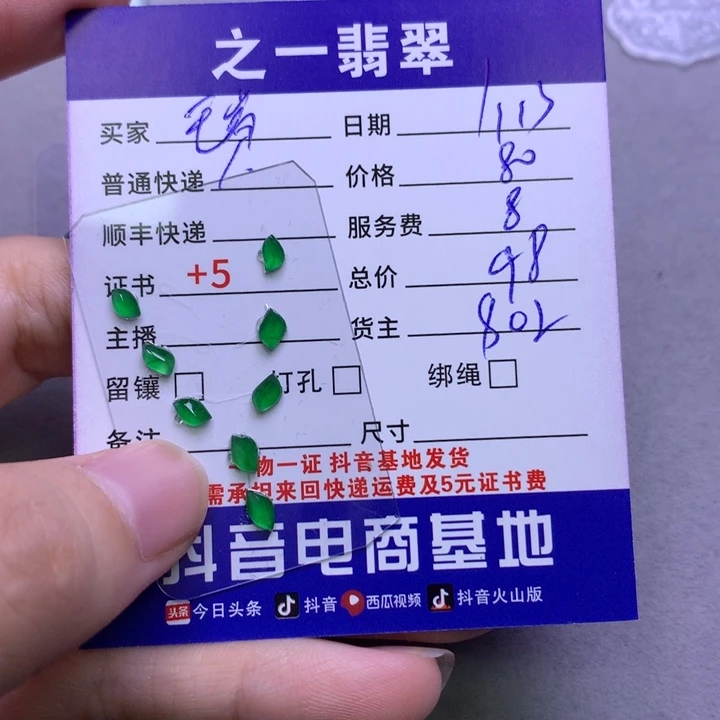 之一翡翠
买家 日期
普通快递 价格 80
顺丰快递 服务费 8
证书 +5 总价 98
主播 货主 802
留镶 打孔 绑绳
备注 尺寸
一物一证 抖音基地发货
需承担来回快递运费及5元证书费
抖音电商基地
头条 今日头条 抖音 西瓜视频 抖音火山版